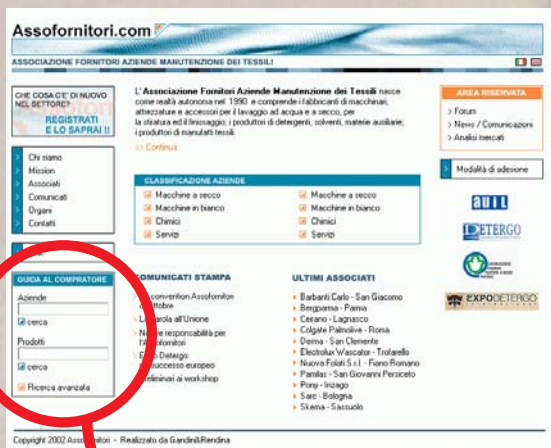 Assofornitori.com
ASSOCIAZIONE FORNITORI AZIENDE MANUTENZIONE DEI TESSILI
CHE COSA C'E' DI NUOVO
NEL SETTORE?
REGISTRATI
E LO SAPRAI !!
Chi siamo
Mission
Associati
Comunicati
Organi
Contatti
GUIDA AL COMPRATORE
Aziende
cerca
Prodotti
cerca
Ricerca avanzata
L'Associazione Fornitori Aziende Manutenzione dei Tessili nasce
come realtà autonoma nel 1990 e comprende i fabbricanti di macchinari,
attrezzature e accessori per il lavaggio ad acqua e a secco, per
la stiratura ed il finissaggio; i produttori di detergenti, solventi, materie ausiliarie;
i produttori di manufatti tessili.
>> Continua
CLASSIFICAZIONE AZIENDE
Macchine a secco Macchine a secco
Macchine in bianco Macchine in bianco
Chimici Chimici
Servizi Servizi
COMUNICATI STAMPA
convention Assofornitori
ottobre
La parola all'Unione
responsabilità per
Assofornitori
Detergo:
successo europeo
Preliminari ai workshop
ULTIMI ASSOCIATI
Barbanti Carlo - San Giacomo
Bergparma - Parma
Cerrano - Lagnasco
Colgate Palmolive - Roma
Derma - San Clemente
Electrolux Wascator - Trofarello
Nuova Folati S.r.l. - Fiano Romano
Parnilas - San Giovanni Persiceto
Pony - Inzago
Sarc - Bologna
Skema - Sassuolo
AREA RISERVATA
> Forum
> News / Comunicazioni
> Analisi mercati
Modalità di adesione
auil
DETERGO
EXPODETERGO
Copyright 2002 Assofornitori - Realizzato da Gandini&Rendina